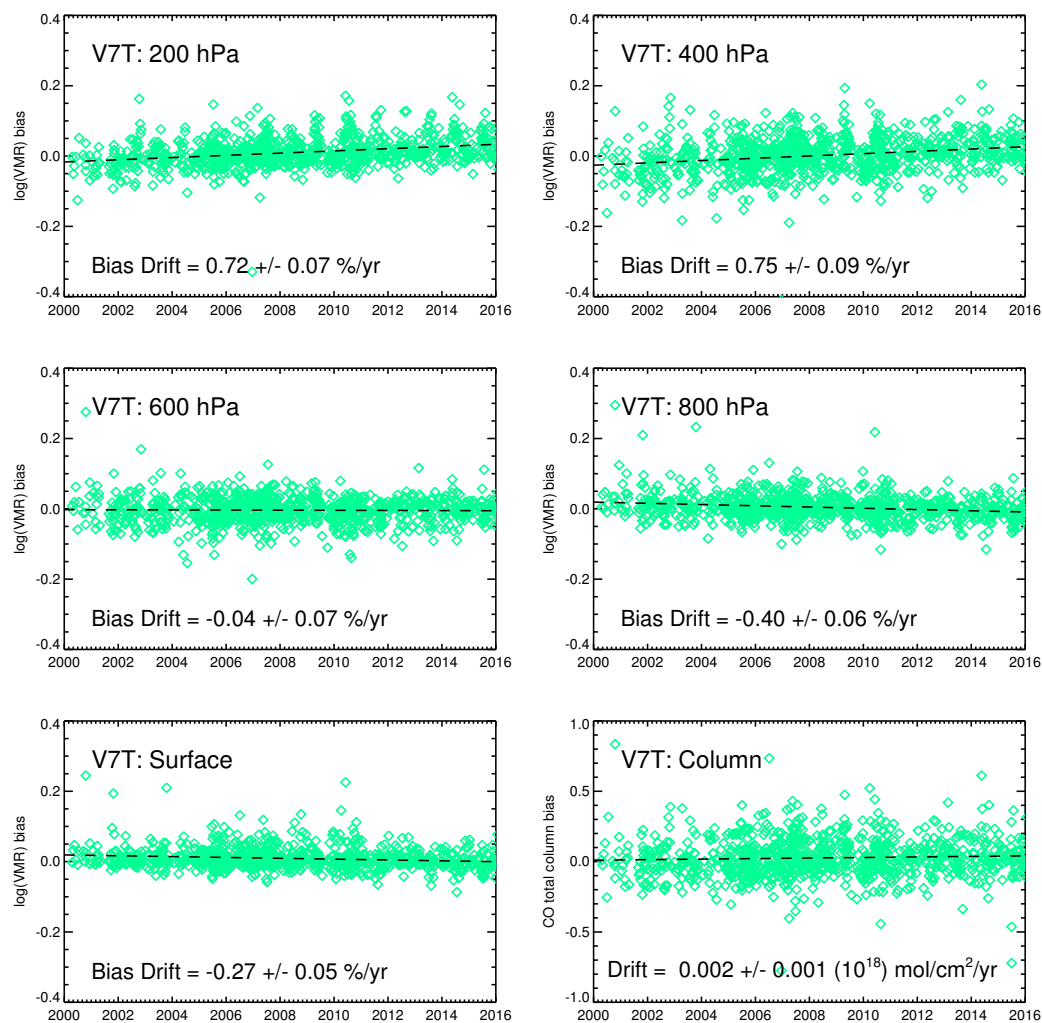 V7T: 200 hPa
log(VMR) bias
0.4
0.2
0.0
-0.2
-0.4
Bias Drift = 0.72 +/- 0.07 %/yr
2000 2002 2004 2006 2008 2010 2012 2014 2016
V7T: 400 hPa
log(VMR) bias
0.4
0.2
0.0
-0.2
-0.4
Bias Drift = 0.75 +/- 0.09 %/yr
2000 2002 2004 2006 2008 2010 2012 2014 2016
V7T: 600 hPa
log(VMR) bias
0.4
0.2
0.0
-0.2
-0.4
Bias Drift = -0.04 +/- 0.07 %/yr
2000 2002 2004 2006 2008 2010 2012 2014 2016
V7T: 800 hPa
log(VMR) bias
0.4
0.2
0.0
-0.2
-0.4
Bias Drift = -0.40 +/- 0.06 %/yr
2000 2002 2004 2006 2008 2010 2012 2014 2016
V7T: Surface
log(VMR) bias
0.4
0.2
0.0
-0.2
-0.4
Bias Drift = -0.27 +/- 0.05 %/yr
2000 2002 2004 2006 2008 2010 2012 2014 2016
V7T: Column
CO total column bias
1.0
0.5
0.0
-0.5
-1.0
Drift = 0.002 +/- 0.001 (10¹⁸) mol/cm²/yr
2000 2002 2004 2006 2008 2010 2012 2014 2016